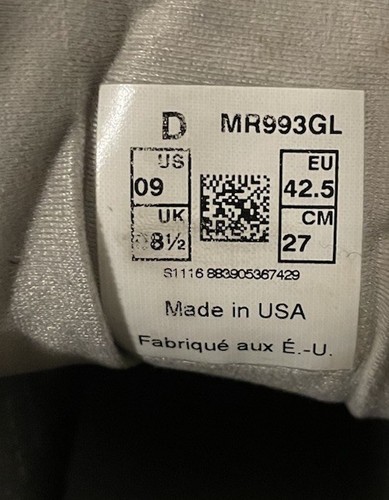 D MR993GL
US EU
09 42.5
UK CM
8½ 27
S1116 883905367429
Made in USA
Fabriqué aux É.-U.